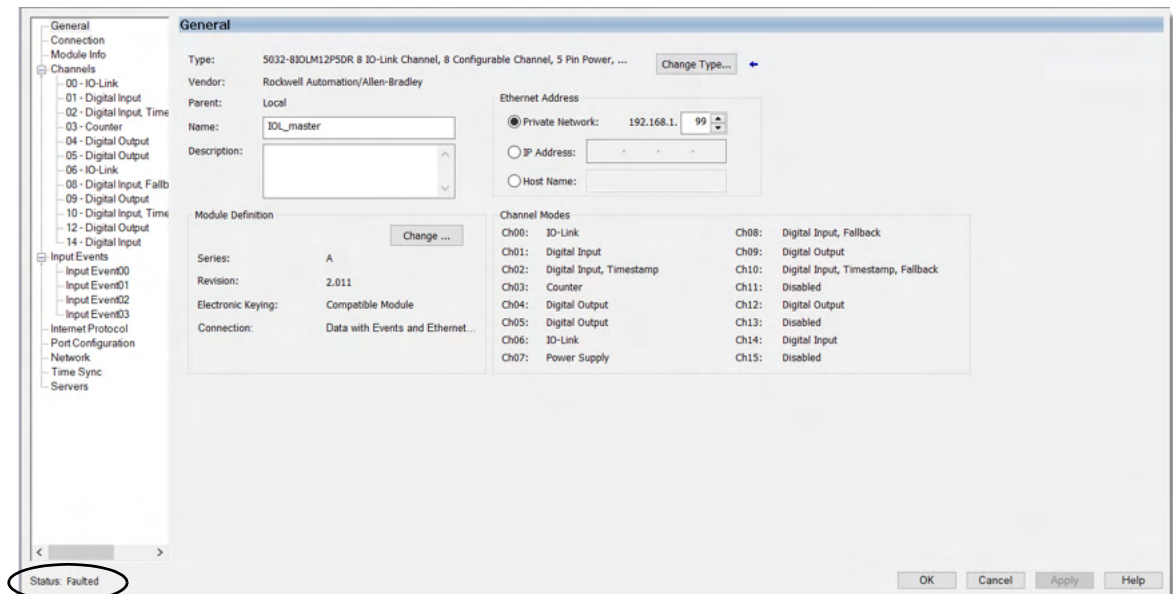 General
Connection
Module Info
Channels
00 - IO-Link
01 - Digital Input
02 - Digital Input, Time
03 - Counter
04 - Digital Output
05 - Digital Output
06 - IO-Link
08 - Digital Input, Fallb
09 - Digital Output
10 - Digital Input, Time
12 - Digital Output
14 - Digital Input
Input Events
Input Event00
Input Event01
Input Event02
Input Event03
Internet Protocol
Port Configuration
Network
Time Sync
Servers
General
Type: 5032-8IOLM12P5DR 8 IO-Link Channel, 8 Configurable Channel, 5 Pin Power, ... Change Type...
Vendor: Rockwell Automation/Allen-Bradley
Parent: Local
Name: IOL_master
Description:
Ethernet Address
Private Network: 192.168.1. 99
IP Address: . . .
Host Name:
Module Definition
Change ...
Series: A
Revision: 2.011
Electronic Keying: Compatible Module
Connection: Data with Events and Ethernet...
Channel Modes
Ch00: IO-Link
Ch01: Digital Input
Ch02: Digital Input, Timestamp
Ch03: Counter
Ch04: Digital Output
Ch05: Digital Output
Ch06: IO-Link
Ch07: Power Supply
Ch08: Digital Input, Fallback
Ch09: Digital Output
Ch10: Digital Input, Timestamp, Fallback
Ch11: Disabled
Ch12: Digital Output
Ch13: Disabled
Ch14: Digital Input
Ch15: Disabled
Status: Faulted
OK Cancel Apply Help